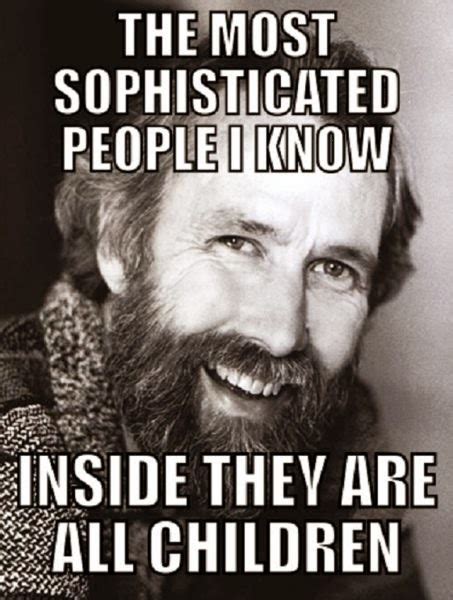 THE MOST
SOPHISTICATED
PEOPLE I KNOW
INSIDE THEY ARE
ALL CHILDREN